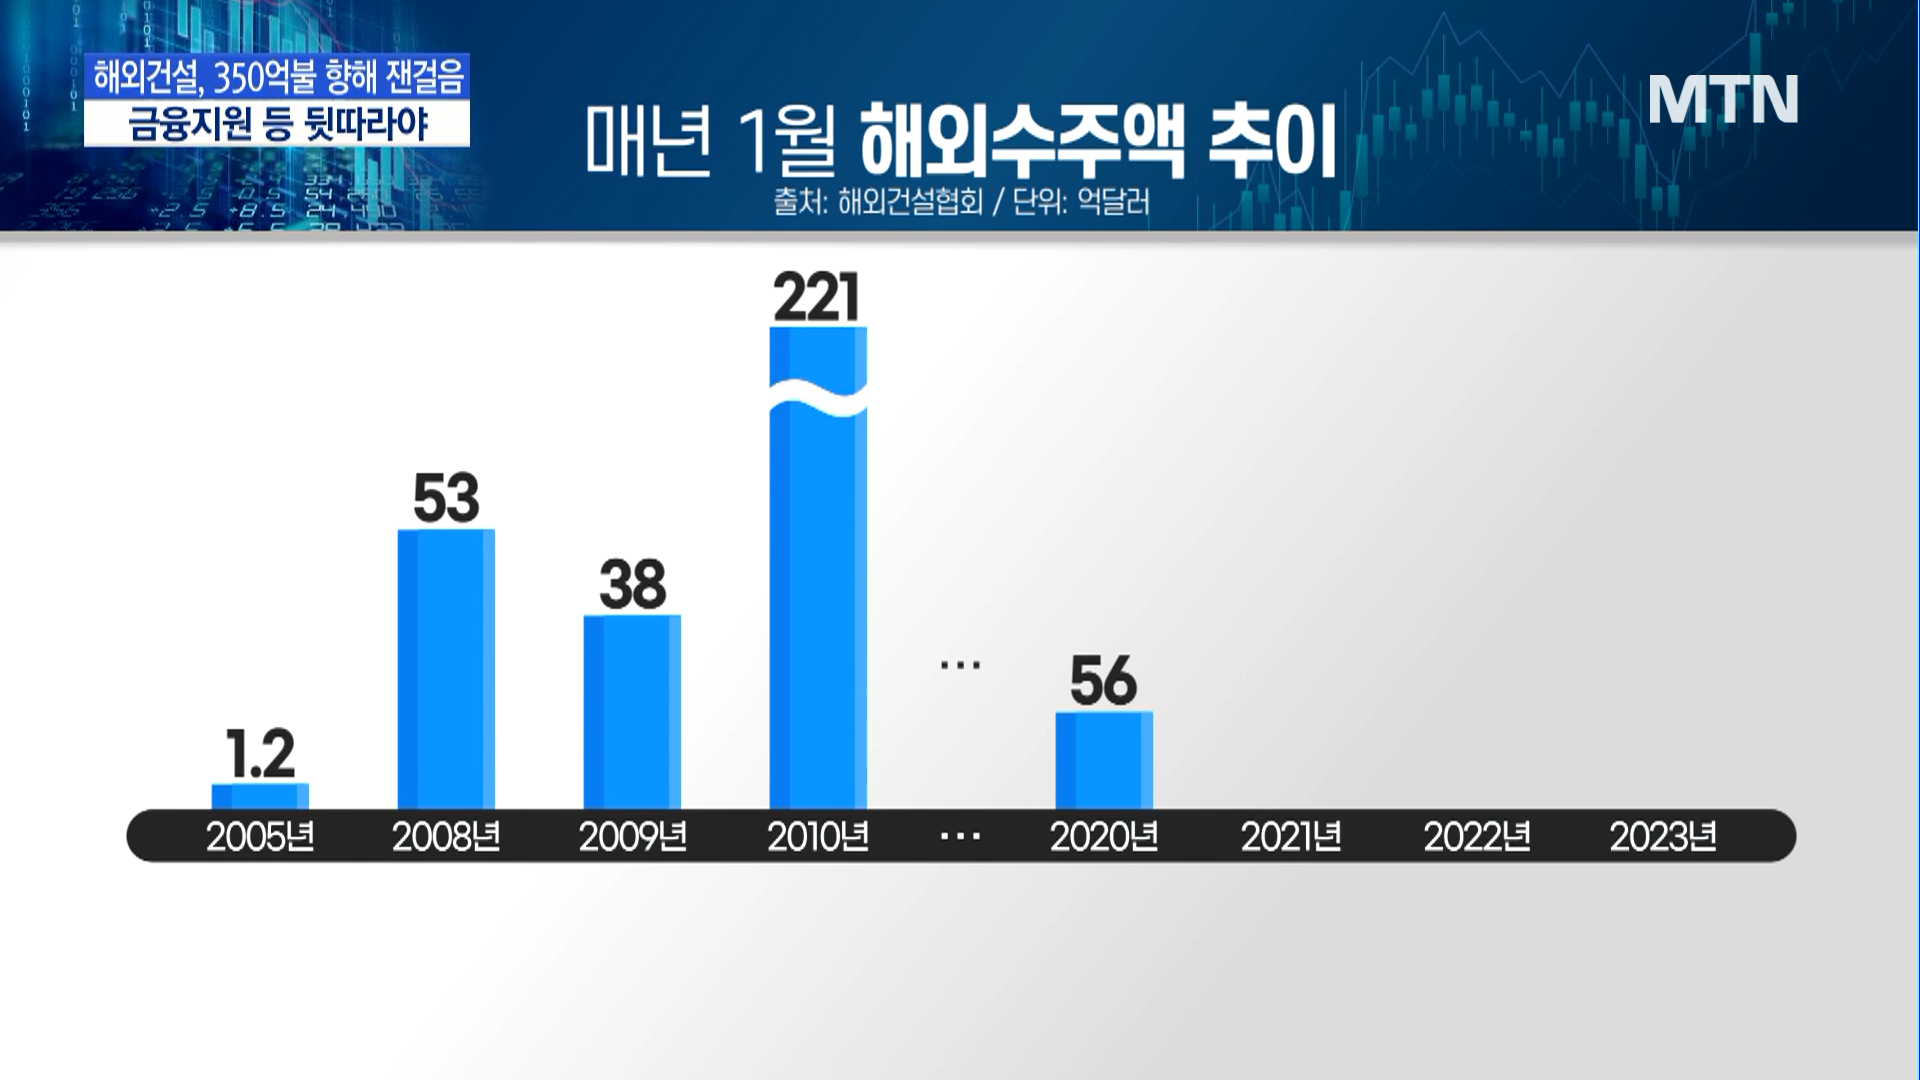 해외건설, 350억불 향해 잰걸음
금융지원 등 뒷따라야
매년 1월 해외수주액 추이
출처: 해외건설협회 / 단위: 억달러
MTN
1.2
53
38
221
...
56
2005년 2008년 2009년 2010년 ... 2020년 2021년 2022년 2023년